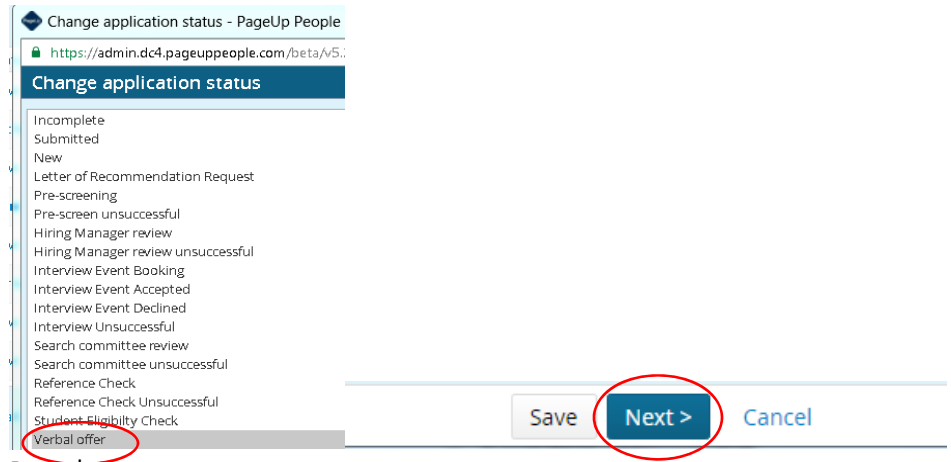 Change application status - PageUp People
https://admin.dc4.pageuppeople.com/beta/v5.
Change application status
Incomplete
Submitted
New
Letter of Recommendation Request
Pre-screening
Pre-screen unsuccessful
Hiring Manager review
Hiring Manager review unsuccessful
Interview Event Booking
Interview Event Accepted
Interview Event Declined
Interview Unsuccessful
Search committee review
Search committee unsuccessful
Reference Check
Reference Check Unsuccessful
Student Eligibilty Check
Verbal offer
Save Next > Cancel